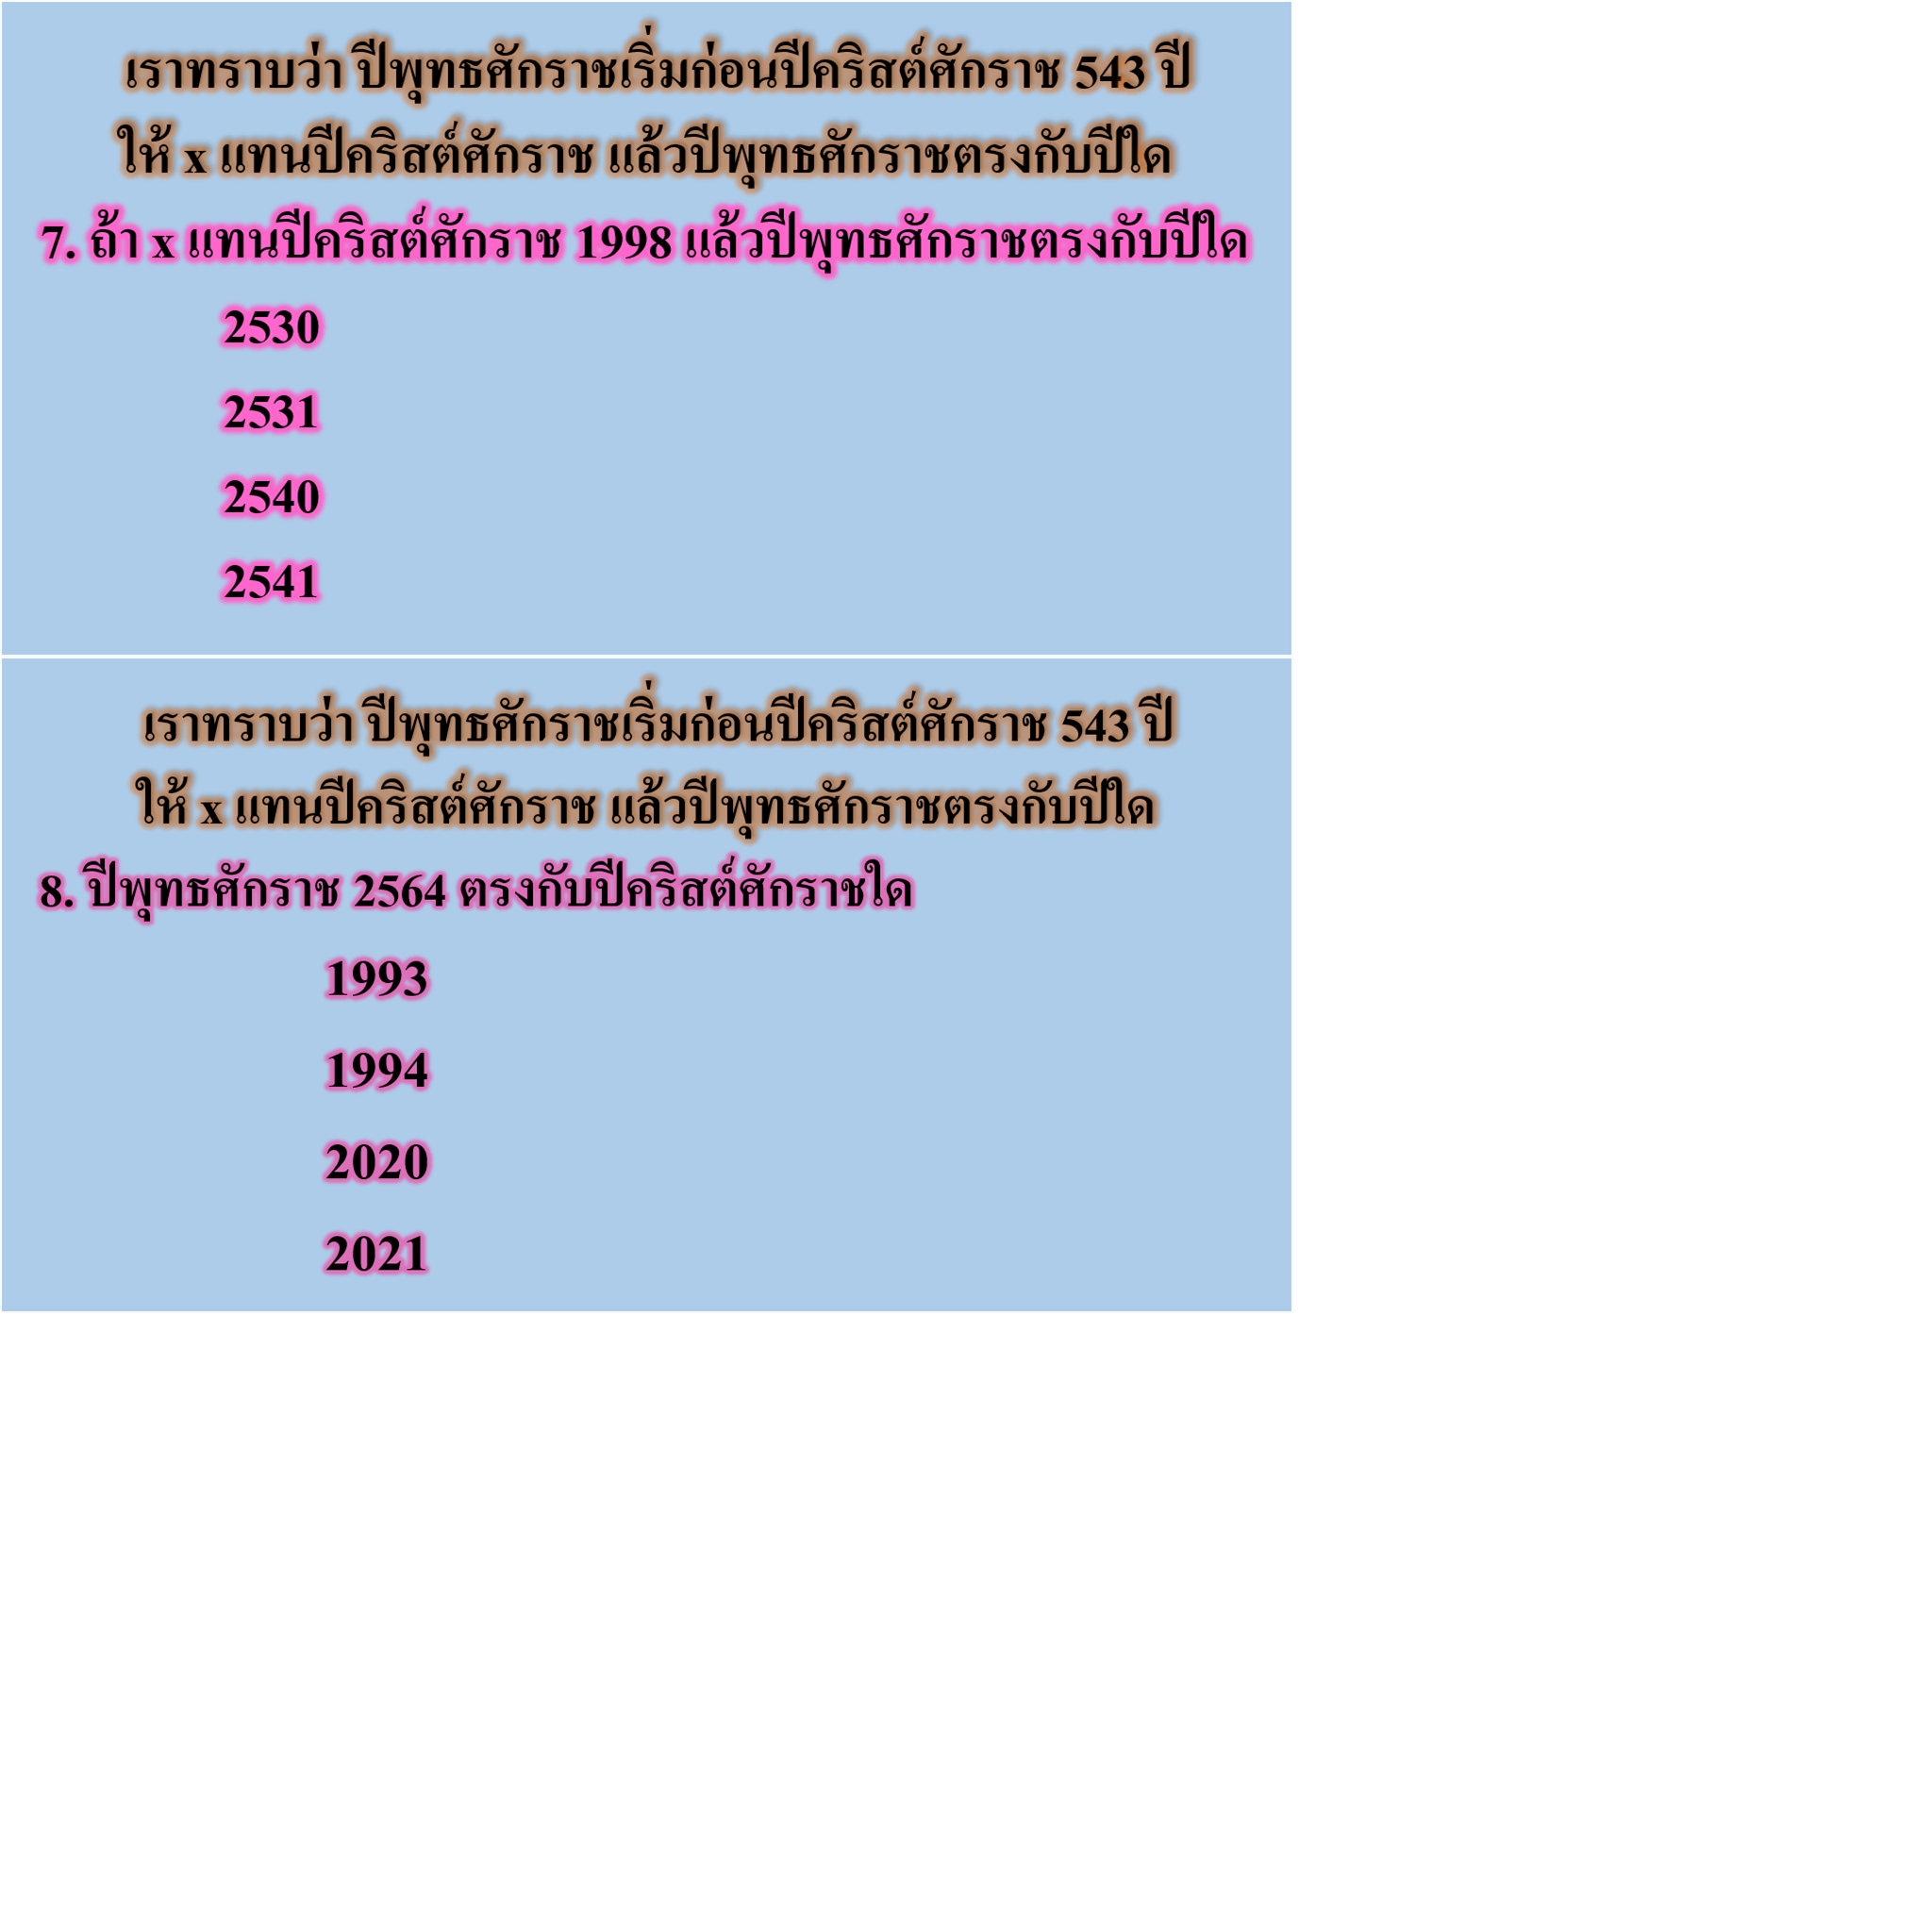 เราทราบว่า ปีพุทธศักราชเริ่มก่อนปีคริสต์ศักราช 543 ปี
ให้ x แทนปีคริสต์ศักราช แล้วปีพุทธศักราชตรงกับปีใด
7. ถ้า x แทนปีคริสต์ศักราช 1998 แล้วปีพุทธศักราชตรงกับปีใด
2530
2531
2540
2541
เราทราบว่า ปีพุทธศักราชเริ่มก่อนปีคริสต์ศักราช 543 ปี
ให้ x แทนปีคริสต์ศักราช แล้วปีพุทธศักราชตรงกับปีใด
8. ปีพุทธศักราช 2564 ตรงกับปีคริสต์ศักราชใด
1993
1994
2020
2021